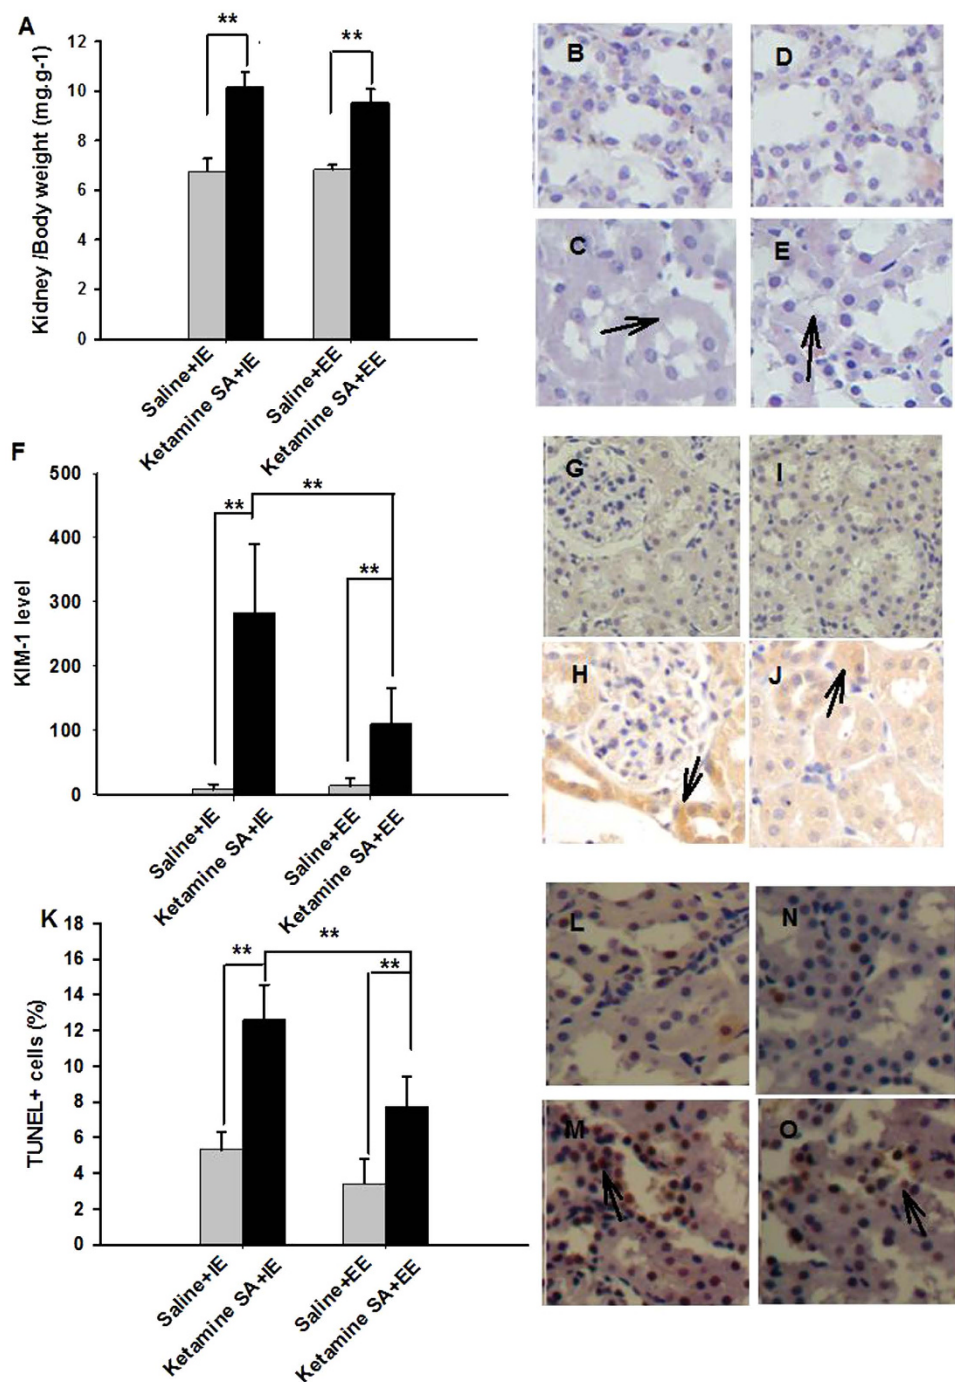 A
**
**
12
10
8
6
4
2
0
Kidney /Body weight (mg.g-1)
Saline+IE
Ketamine SA+IE
Saline+EE
Ketamine SA+EE
B
D
C
E
F
500
400
300
200
100
0
KIM-1 level
**
**
**
Saline+IE
Ketamine SA+IE
Saline+EE
Ketamine SA+EE
G
I
H
J
K
18
16
14
12
10
8
6
4
2
0
TUNEL+ cells (%)
**
**
**
Saline+IE
Ketamine SA+IE
Saline+EE
Ketamine SA+EE
L
N
M
O